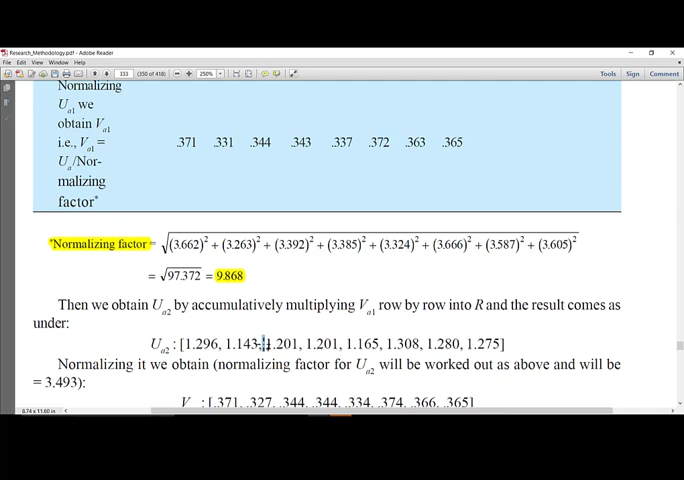 Research_Methodology.pdf - Adobe Reader
File Edit View Window Help
333 (350 of 418) 250% Tools Sign Comment
Normalizing
Uₐ₁ we
obtain Vₐ₁
i.e., Vₐ₁ = .371 .331 .344 .343 .337 .372 .363 .365
Uₐ/Nor-
malizing
factor*
*Normalizing factor = √(3.662)² + (3.263)² + (3.392)² + (3.385)² + (3.324)² + (3.666)² + (3.587)² + (3.605)²
= √97.372 = 9.868
Then we obtain Uₐ₂ by accumulatively multiplying Vₐ₁ row by row into R and the result comes as
under:
Uₐ₂ : [1.296, 1.143, 1.201, 1.201, 1.165, 1.308, 1.280, 1.275]
Normalizing it we obtain (normalizing factor for Uₐ₂ will be worked out as above and will be
= 3.493):
V : [.371, .327, .344, .344, .334, .374, .366, .365]
8.74 x 11.60 in